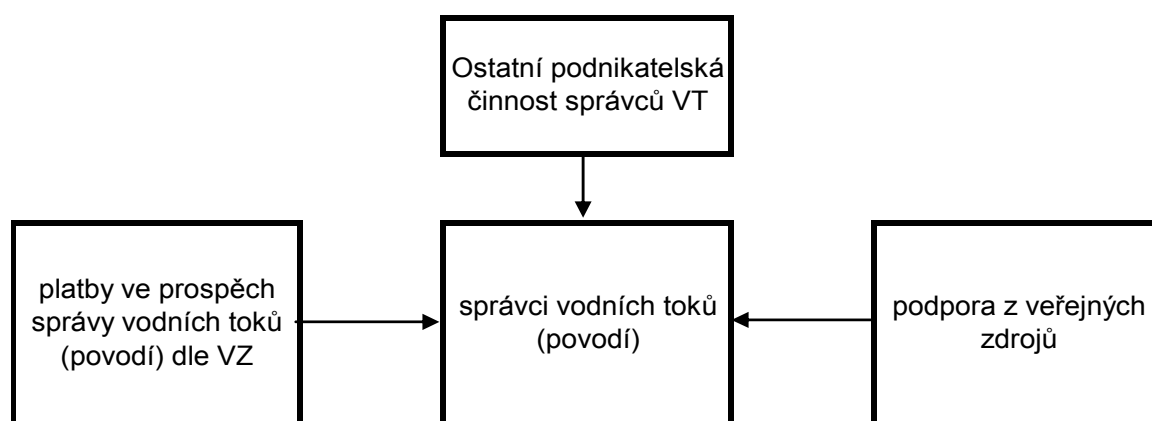 Ostatní podnikatelská
činnost správců VT
platby ve prospěch
správy vodních toků
(povodí) dle VZ
správci vodních toků
(povodí)
podpora z veřejných
zdrojů